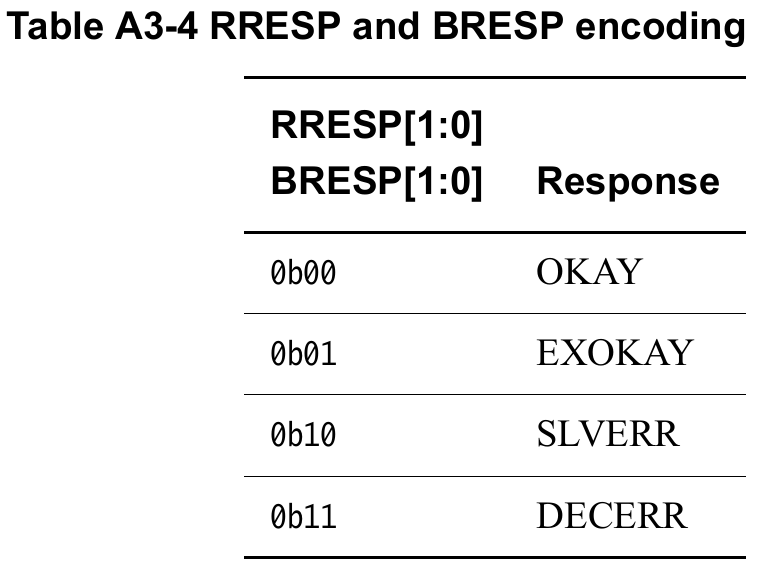 Table A3-4 RRESP and BRESP encoding
RRESP[1:0]
BRESP[1:0] Response
0b00 OKAY
0b01 EXOKAY
0b10 SLVERR
0b11 DECERR